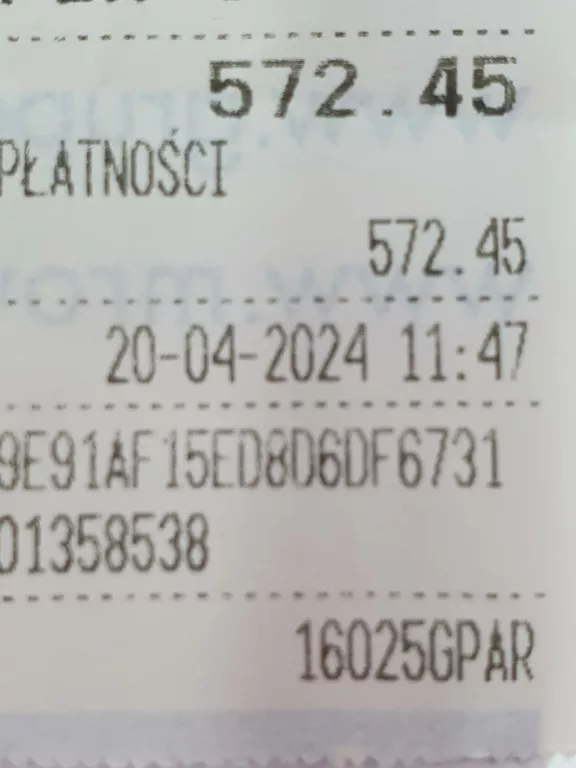 572.45
PŁATNOŚCI
572.45
20-04-2024 11:47
9E91AF15ED8D6DF6731
01358538
16025GPAR